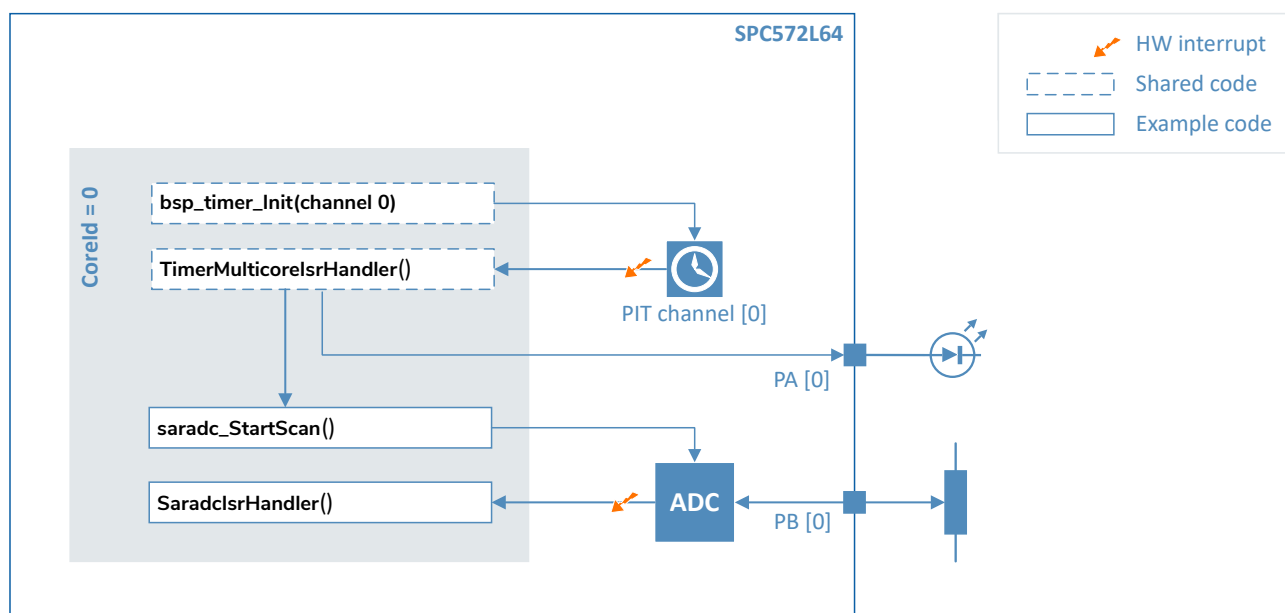 SPC572L64
HW interrupt
Shared code
Example code
CoreId = 0
bsp_timer_Init(channel 0)
TimerMulticoreIsrHandler()
PIT channel [0]
PA [0]
saradc_StartScan()
SaradcIsrHandler()
ADC
PB [0]